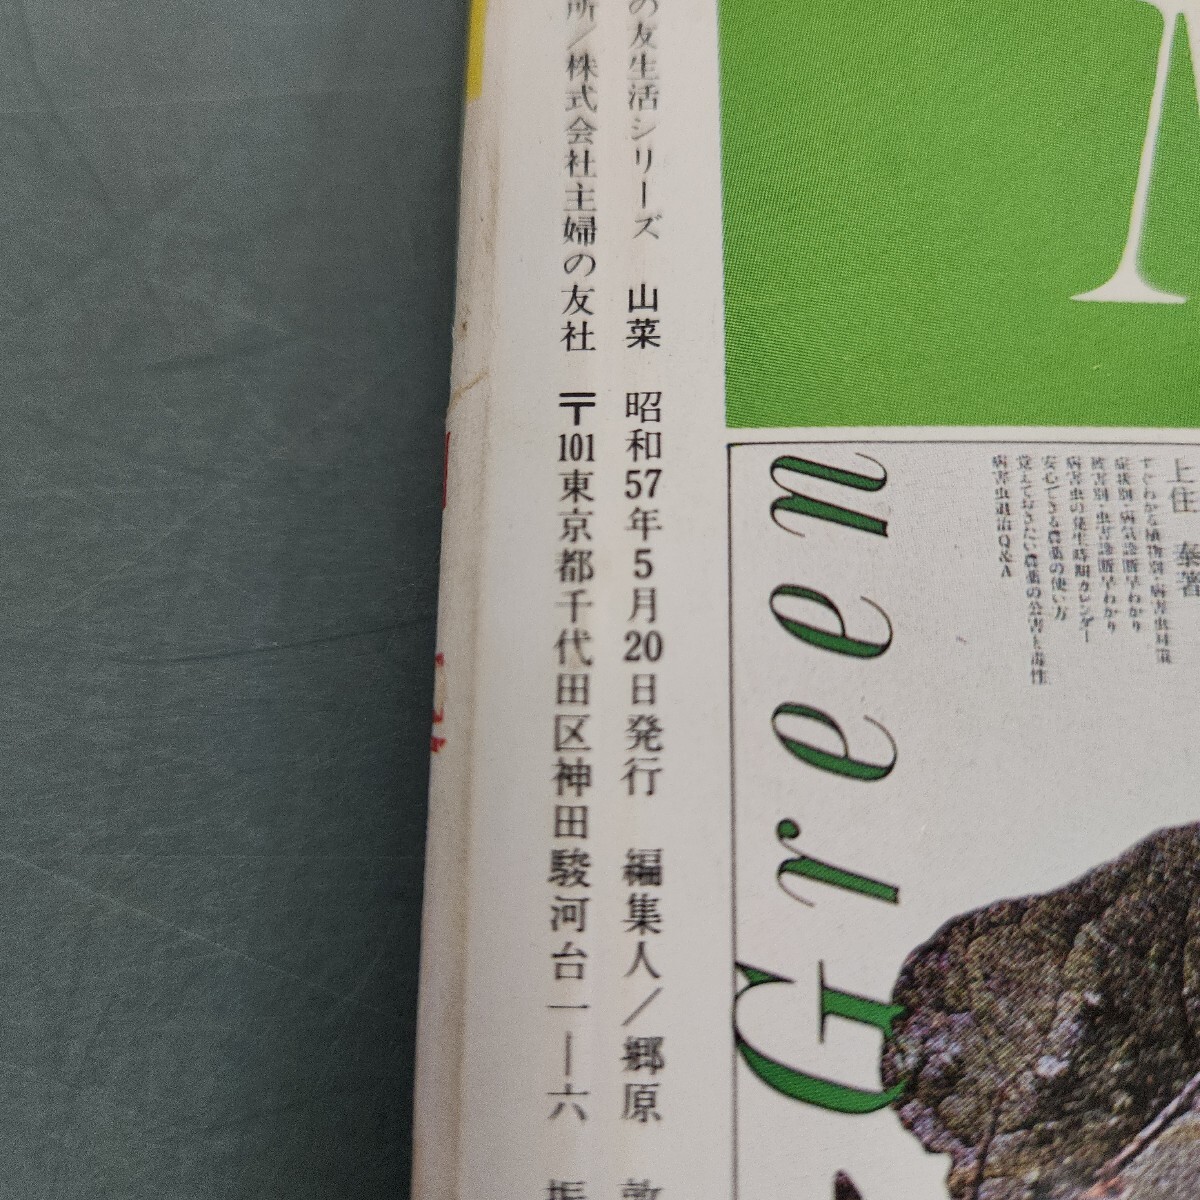 の友生活シリーズ 山菜 昭和57年5月20日発行 編集人/郷原 敦
所/株式会社主婦の友社 〒101東京都千代田区神田駿河台一―六 振
上住 泰著
すぐわかる植物別・病害虫対策
症状別・病気診断早わかり
被害別・虫害診断早わかり
病害虫の発生時期カレンダー
安心できる農薬の使い方
覚えておきたい農薬の公害と毒性
病害虫退治Q&A
Green